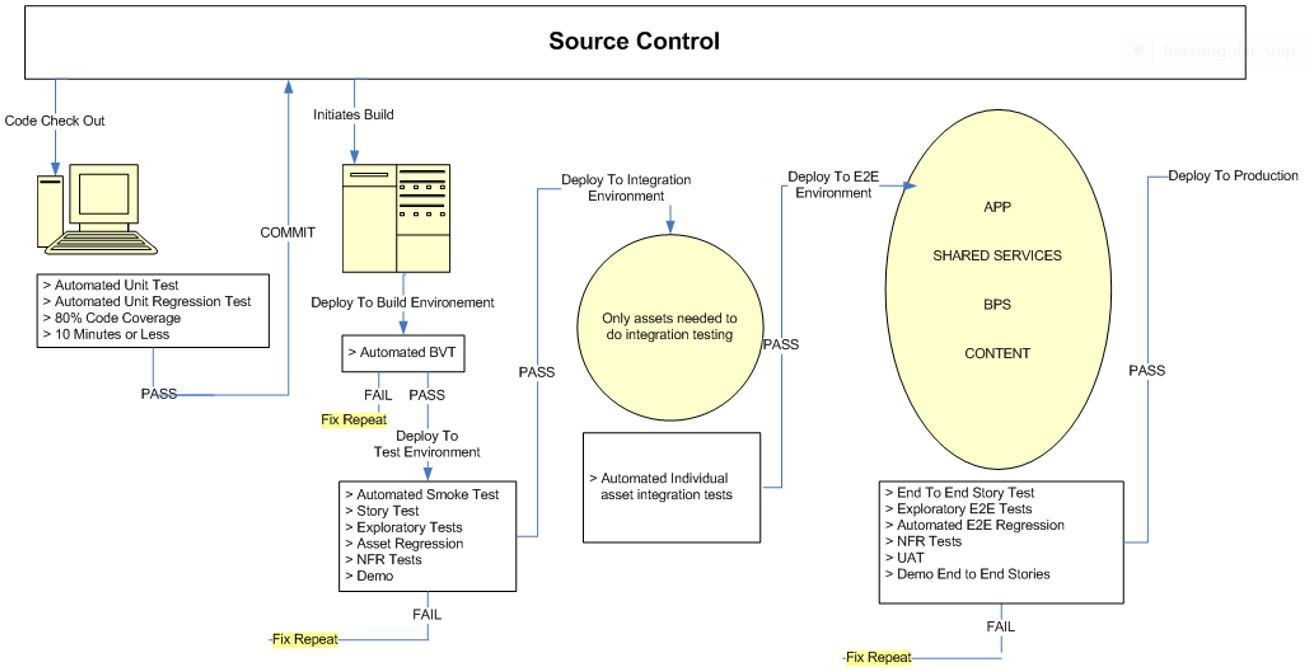 Source Control
Rectangular Snip
Code Check Out
> Automated Unit Test
> Automated Unit Regression Test
> 80% Code Coverage
> 10 Minutes or Less
PASS
COMMIT
Initiates Build
Deploy To Build Environement
> Automated BVT
FAIL
PASS
Fix Repeat
Deploy To
Test Environment
> Automated Smoke Test
> Story Test
> Exploratory Tests
> Asset Regression
> NFR Tests
> Demo
FAIL
Fix Repeat
PASS
Deploy To Integration
Environment
Only assets needed to
do integration testing
> Automated Individual
asset integration tests
PASS
Deploy To E2E
Environment
APP
SHARED SERVICES
BPS
CONTENT
> End To End Story Test
> Exploratory E2E Tests
> Automated E2E Regression
> NFR Tests
> UAT
> Demo End to End Stories
FAIL
Fix Repeat
PASS
Deploy To Production